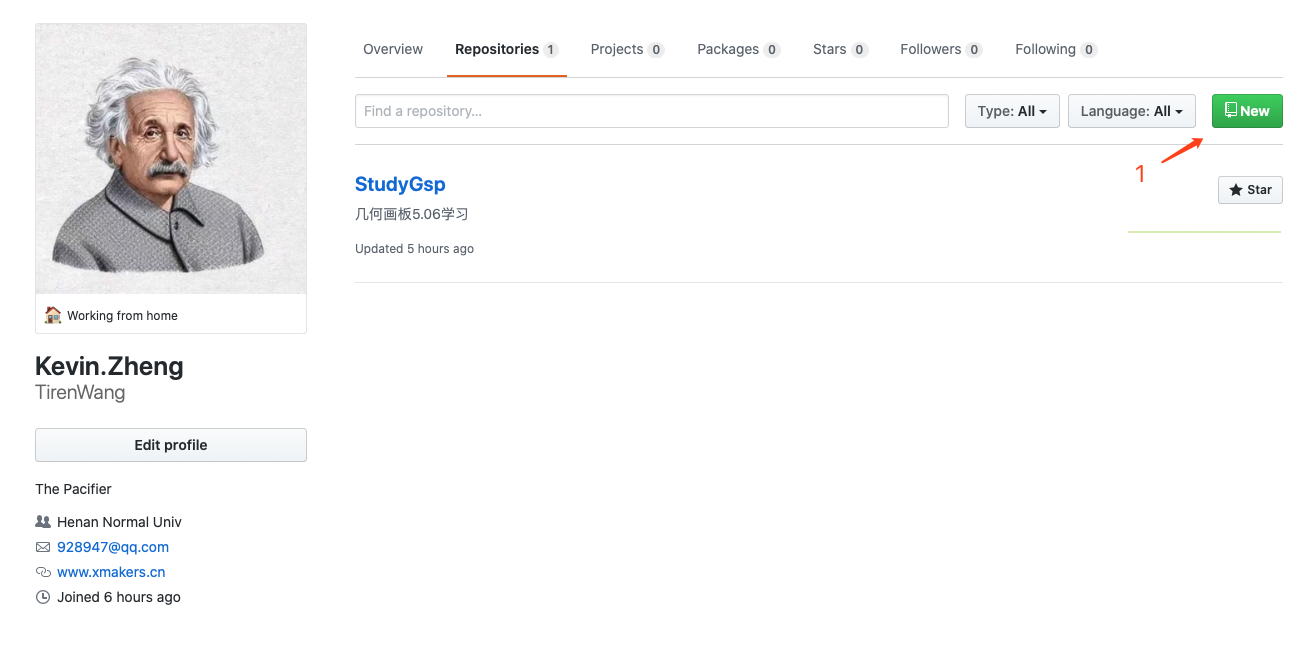 Overview Repositories 1 Projects 0 Packages 0 Stars 0 Followers 0 Following 0
Find a repository... Type: All Language: All New
1
StudyGsp Star
几何画板5.06学习
Updated 5 hours ago
Working from home
Kevin.Zheng
TirenWang
Edit profile
The Pacifier
Henan Normal Univ
928947@qq.com
www.xmakers.cn
Joined 6 hours ago